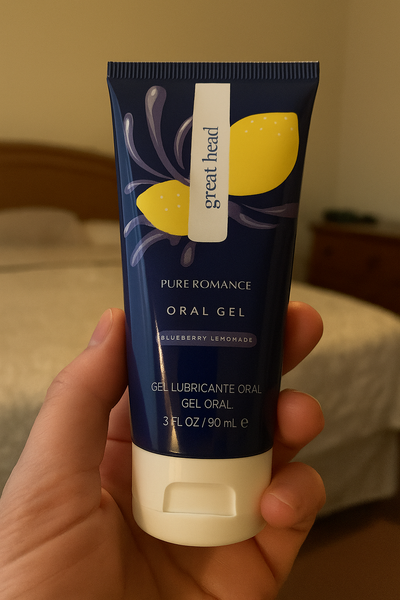 great head
PURE ROMANCE
ORAL GEL
BLUEBERRY LEMONADE
GEL LUBRICANTE ORAL
GEL ORAL.
3 FL OZ / 90 mL ℮